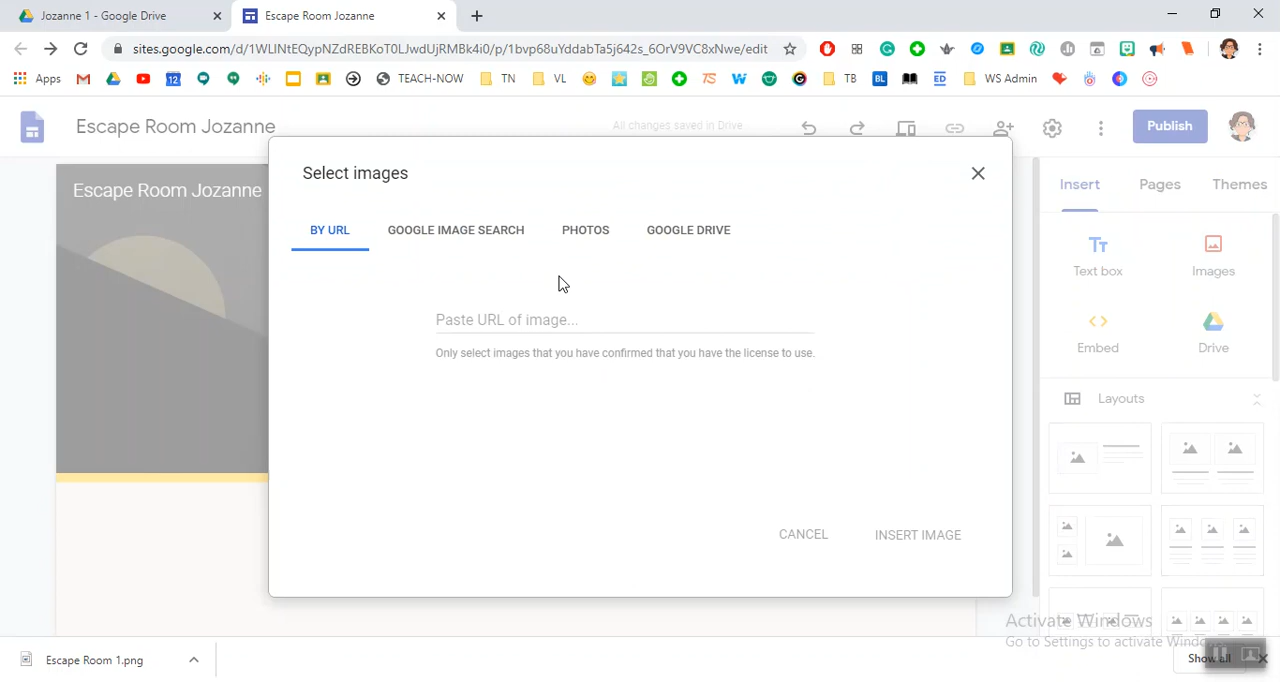 Jozanne 1 - Google Drive
Escape Room Jozanne
sites.google.com/d/1WLlNtEQypNZdREBKoT0LJwdUjRMBk4i0/p/1bvp68uYddabTa5j642s_6OrV9VC8xNwe/edit
Apps
12
TEACH-NOW
TN
VL
TS
TB
BL
ED
WS Admin
Escape Room Jozanne
All changes saved in Drive
Publish
Escape Room Jozanne
Select images
BY URL
GOOGLE IMAGE SEARCH
PHOTOS
GOOGLE DRIVE
Paste URL of image...
Only select images that you have confirmed that you have the license to use.
CANCEL
INSERT IMAGE
Insert
Pages
Themes
Text box
Images
Embed
Drive
Layouts
Activate Windows
Go to Settings to activate Windows
Escape Room 1.png
Show all